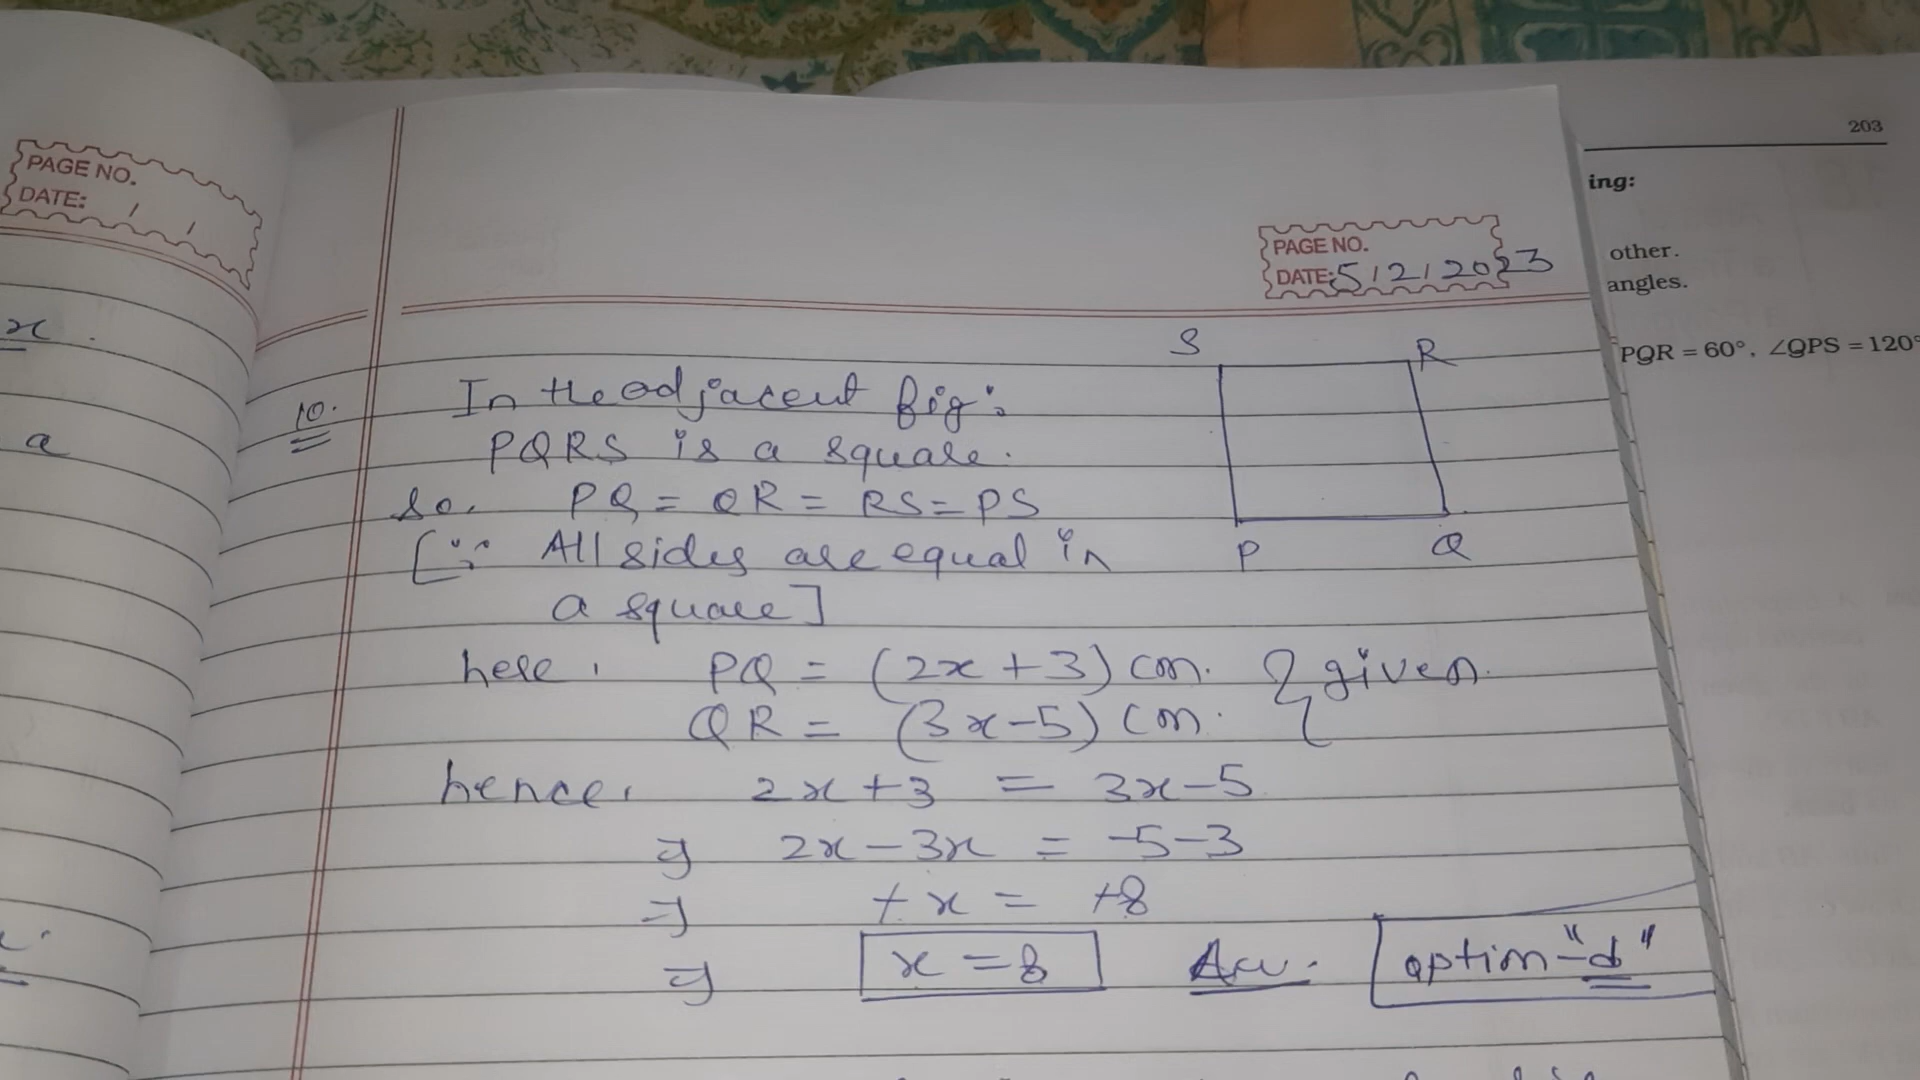 PAGE NO.
DATE: / /
x.
a
203
ing:
other.
angles.
PQR = 60°, ∠QPS = 120°
PAGE NO.
DATE: 5/2/2023
S R
P Q
10. In the adjacent fig:
PQRS is a square.
So, PQ = QR = RS = PS
[∵ All sides are equal in
a square]
here, PQ = (2x + 3) cm. } given.
QR = (3x - 5) cm. }
hence, 2x + 3 = 3x - 5
⇒ 2x - 3x = -5 - 3
⇒ + x = +8
⇒ x = 8 Ans. option - "d"